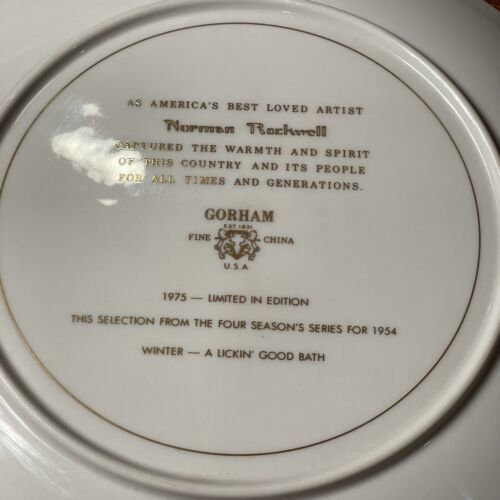 AS AMERICA'S BEST LOVED ARTIST
Norman Rockwell
CAPTURED THE WARMTH AND SPIRIT
OF THIS COUNTRY AND ITS PEOPLE
FOR ALL TIMES AND GENERATIONS.
GORHAM
EST. 1831
FINE CHINA
U.S.A.
1975 — LIMITED IN EDITION
THIS SELECTION FROM THE FOUR SEASON'S SERIES FOR 1954
WINTER — A LICKIN' GOOD BATH